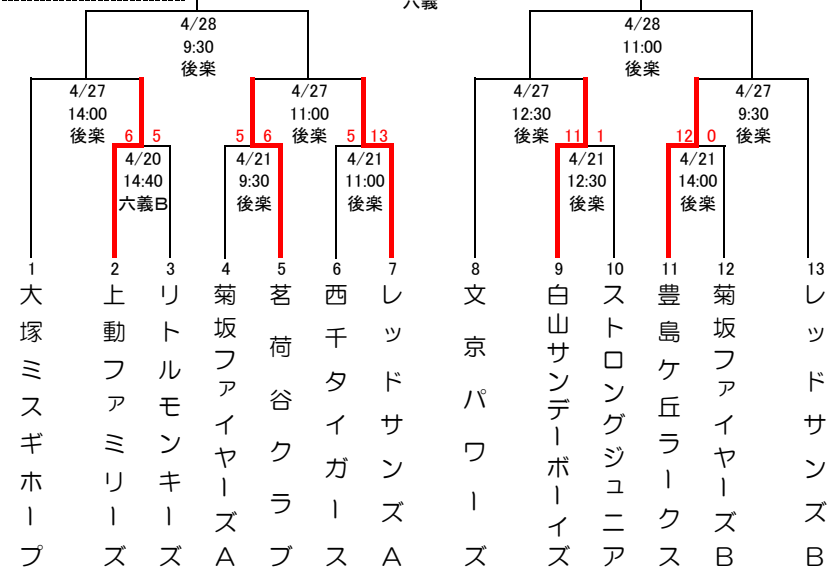 六義
4/28
9:30
後楽
4/28
11:00
後楽
4/27
14:00
後楽
4/27
11:00
後楽
4/27
12:30
後楽
4/27
9:30
後楽
6 5
4/20
14:40
六義B
5 6
4/21
9:30
後楽
5 13
4/21
11:00
後楽
11 1
4/21
12:30
後楽
12 0
4/21
14:00
後楽
1
大塚ミスギホープ
2
上動ファミリーズ
3
リトルモンキーズ
4
菊坂ファイヤーズA
5
茗荷谷クラブ
6
西千タイガース
7
レッドサンズA
8
文京パワーズ
9
白山サンデーボーイズ
10
ストロングジュニア
11
豊島ケ丘ラークス
12
菊坂ファイヤーズB
13
レッドサンズB